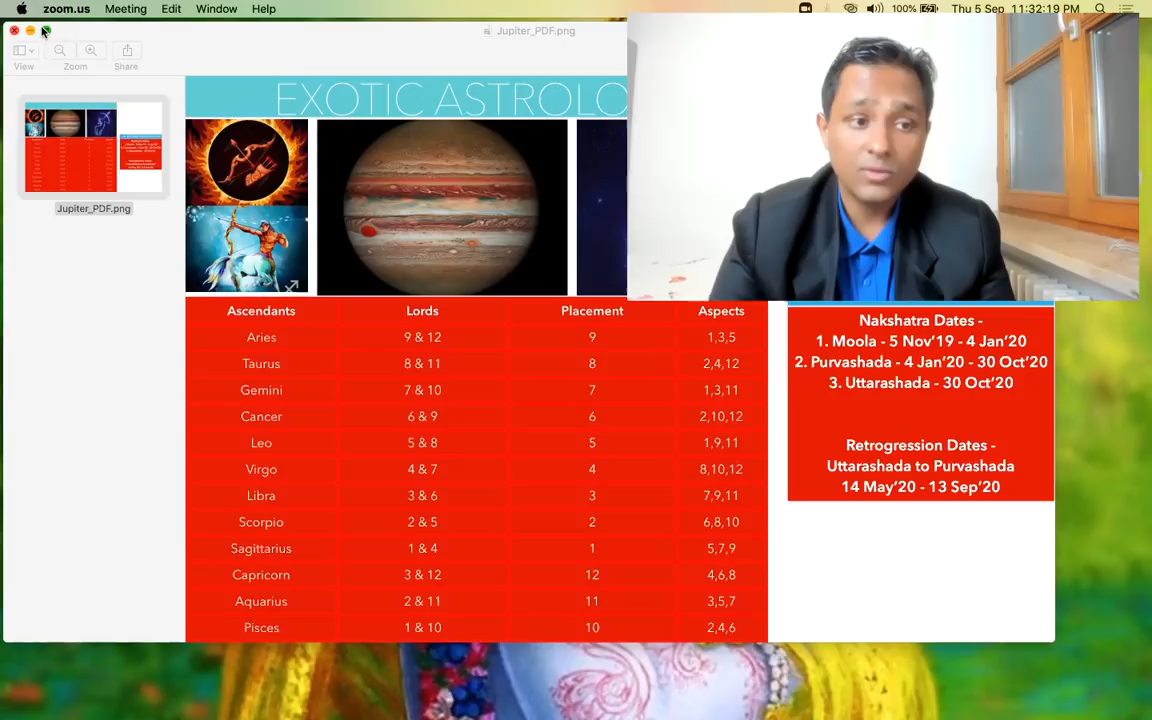 zoom.us Meeting Edit Window Help 100% Thu 5 Sep 11:32:19 PM
Jupiter_PDF.png
View Zoom Share
EXOTIC ASTROLO
Jupiter_PDF.png
Ascendants Lords Placement Aspects
Aries 9 & 12 9 1,3,5
Taurus 8 & 11 8 2,4,12
Gemini 7 & 10 7 1,3,11
Cancer 6 & 9 6 2,10,12
Leo 5 & 8 5 1,9,11
Virgo 4 & 7 4 8,10,12
Libra 3 & 6 3 7,9,11
Scorpio 2 & 5 2 6,8,10
Sagittarius 1 & 4 1 5,7,9
Capricorn 3 & 12 12 4,6,8
Aquarius 2 & 11 11 3,5,7
Pisces 1 & 10 10 2,4,6
Nakshatra Dates -
1. Moola - 5 Nov'19 - 4 Jan'20
2. Purvashada - 4 Jan'20 - 30 Oct'20
3. Uttarashada - 30 Oct'20
Retrogression Dates -
Uttarashada to Purvashada
14 May'20 - 13 Sep'20